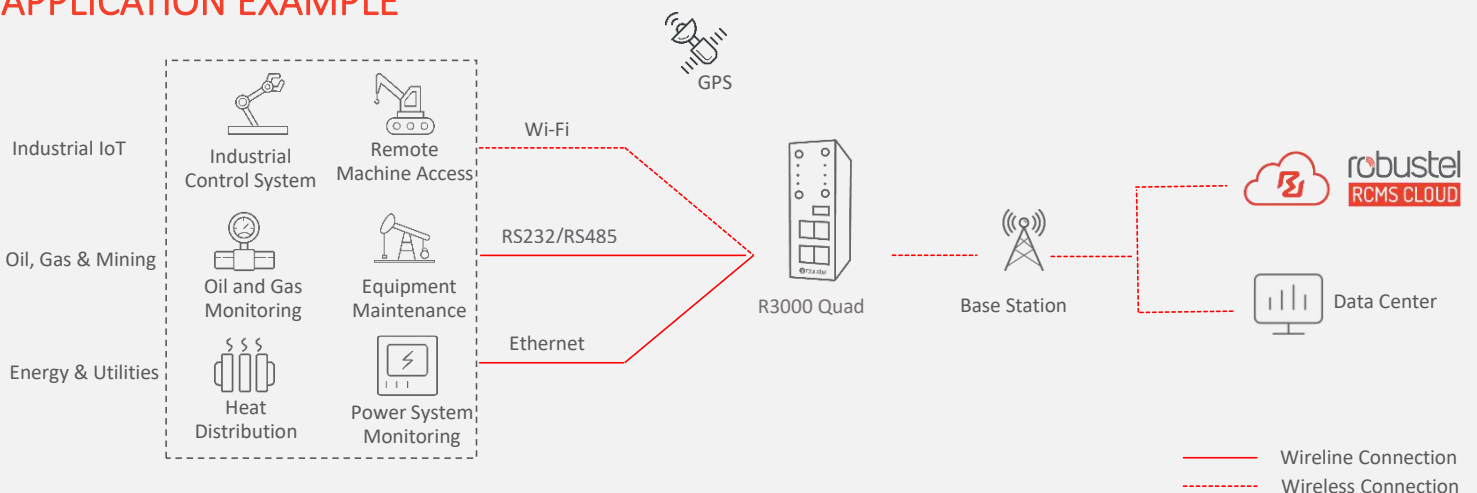 APPLICATION EXAMPLE
GPS
Industrial IoT
Industrial
Control System
Remote
Machine Access
Wi-Fi
Oil, Gas & Mining
Oil and Gas
Monitoring
Equipment
Maintenance
RS232/RS485
Energy & Utilities
Heat
Distribution
Power System
Monitoring
Ethernet
robustel
R3000 Quad
Base Station
robustel
RCMS CLOUD
Data Center
Wireline Connection
Wireless Connection